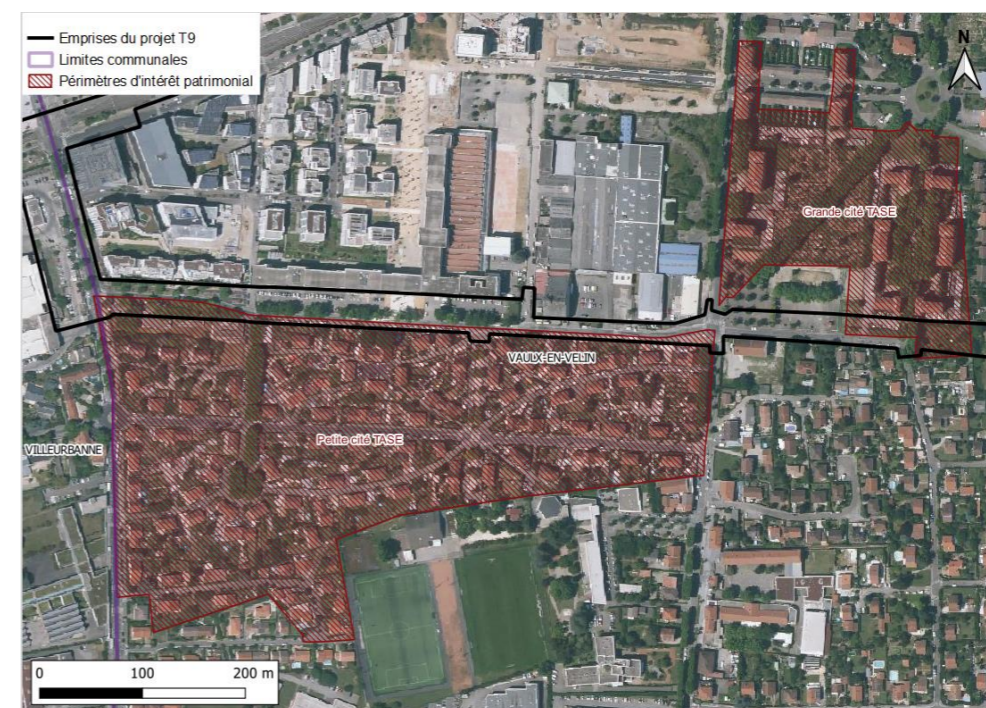 Emprises du projet T9
Limites communales
Périmètres d'intérêt patrimonial
N
Grande cité TASE
VAULX-EN-VELIN
Petite cité TASE
VILLEURBANNE
0 100 200 m